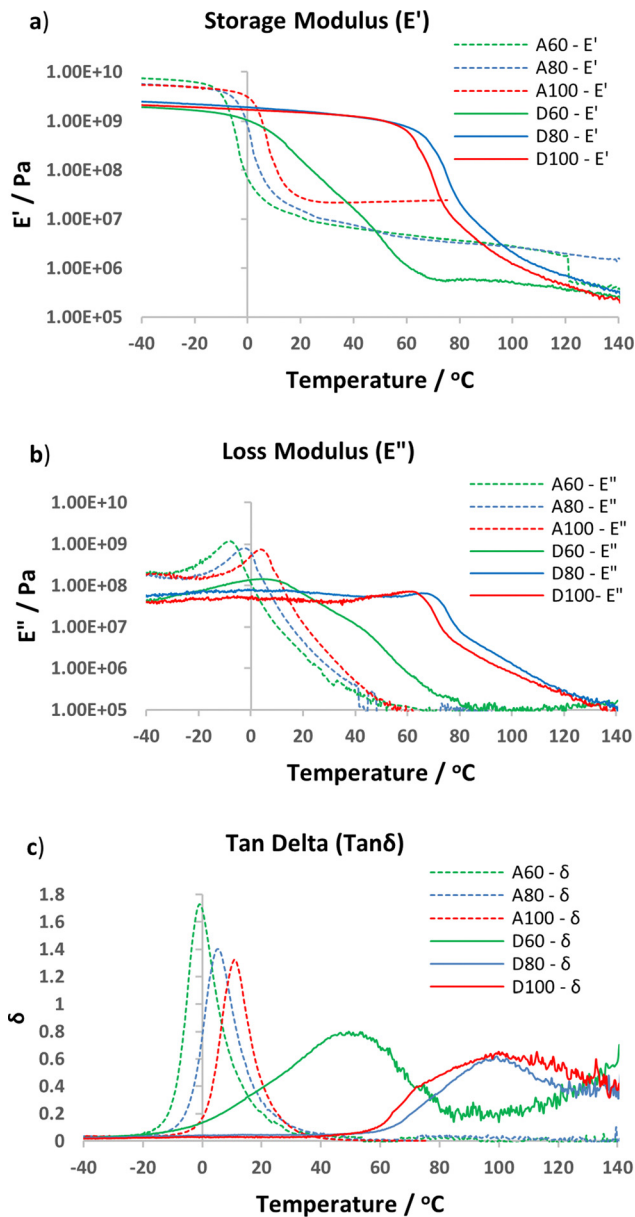 a)
Storage Modulus (E')
A60 - E'
A80 - E'
A100 - E'
D60 - E'
D80 - E'
D100 - E'
1.00E+10
1.00E+09
1.00E+08
1.00E+07
1.00E+06
1.00E+05
E' / Pa
-40 -20 0 20 40 60 80 100 120 140
Temperature / °C
b)
Loss Modulus (E")
A60 - E"
A80 - E"
A100 - E"
D60 - E"
D80 - E"
D100- E"
1.00E+10
1.00E+09
1.00E+08
1.00E+07
1.00E+06
1.00E+05
E" / Pa
-40 -20 0 20 40 60 80 100 120 140
Temperature / °C
c)
Tan Delta (Tanδ)
A60 - δ
A80 - δ
A100 - δ
D60 - δ
D80 - δ
D100 - δ
1.8
1.6
1.4
1.2
1
0.8
0.6
0.4
0.2
0
δ
-40 -20 0 20 40 60 80 100 120 140
Temperature / °C